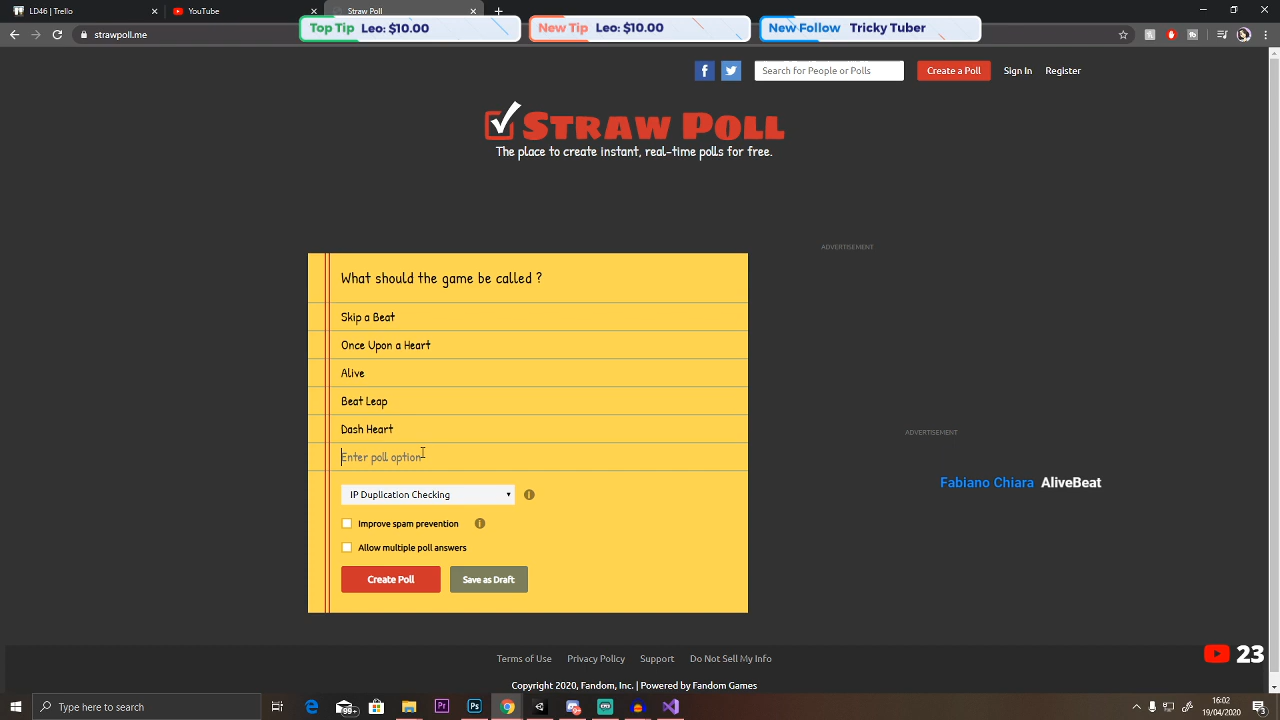 LD46 | T
YouTube
Straw Poll
Top Tip Leo: $10.00
New Tip Leo: $10.00
New Follow Tricky Tuber
Search for People or Polls
Create a Poll
Sign In
Register
STRAW POLL
The place to create instant, real-time polls for free.
ADVERTISEMENT
What should the game be called ?
Skip a Beat
Once Upon a Heart
Alive
Beat Leap
Dash Heart
Enter poll option
ADVERTISEMENT
Fabiano Chiara AliveBeat
IP Duplication Checking
Improve spam prevention
Allow multiple poll answers
Create Poll
Save as Draft
23
Terms of Use Privacy Policy Support Do Not Sell My Info
Copyright 2020, Fandom, Inc. | Powered by Fandom Games
Type here to search
99+
16:02
19/04/2020